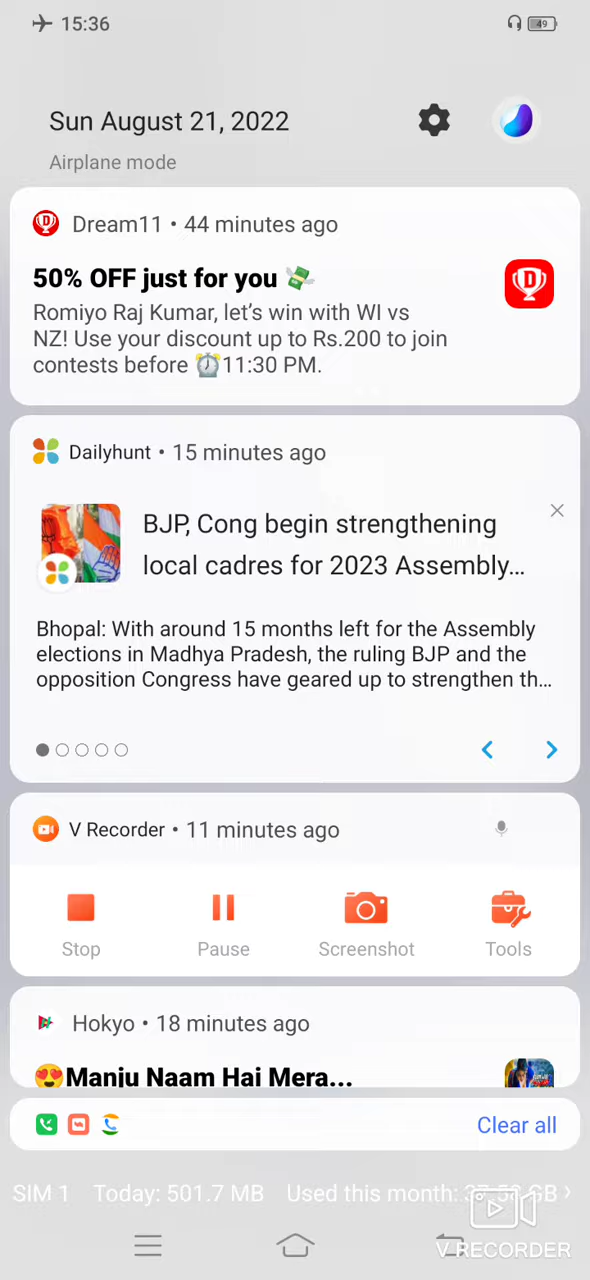 15:36
49
Sun August 21, 2022
Airplane mode
Dream11 • 44 minutes ago
50% OFF just for you 💸
Romiyo Raj Kumar, let’s win with WI vs
NZ! Use your discount up to Rs.200 to join
contests before ⏰11:30 PM.
Dailyhunt • 15 minutes ago
BJP, Cong begin strengthening
local cadres for 2023 Assembly...
Bhopal: With around 15 months left for the Assembly
elections in Madhya Pradesh, the ruling BJP and the
opposition Congress have geared up to strengthen th...
V Recorder • 11 minutes ago
Stop Pause Screenshot Tools
Hokyo • 18 minutes ago
😍Manju Naam Hai Mera...
Clear all
SIM 1 Today: 501.7 MB Used this month: GB
V.RECORDER